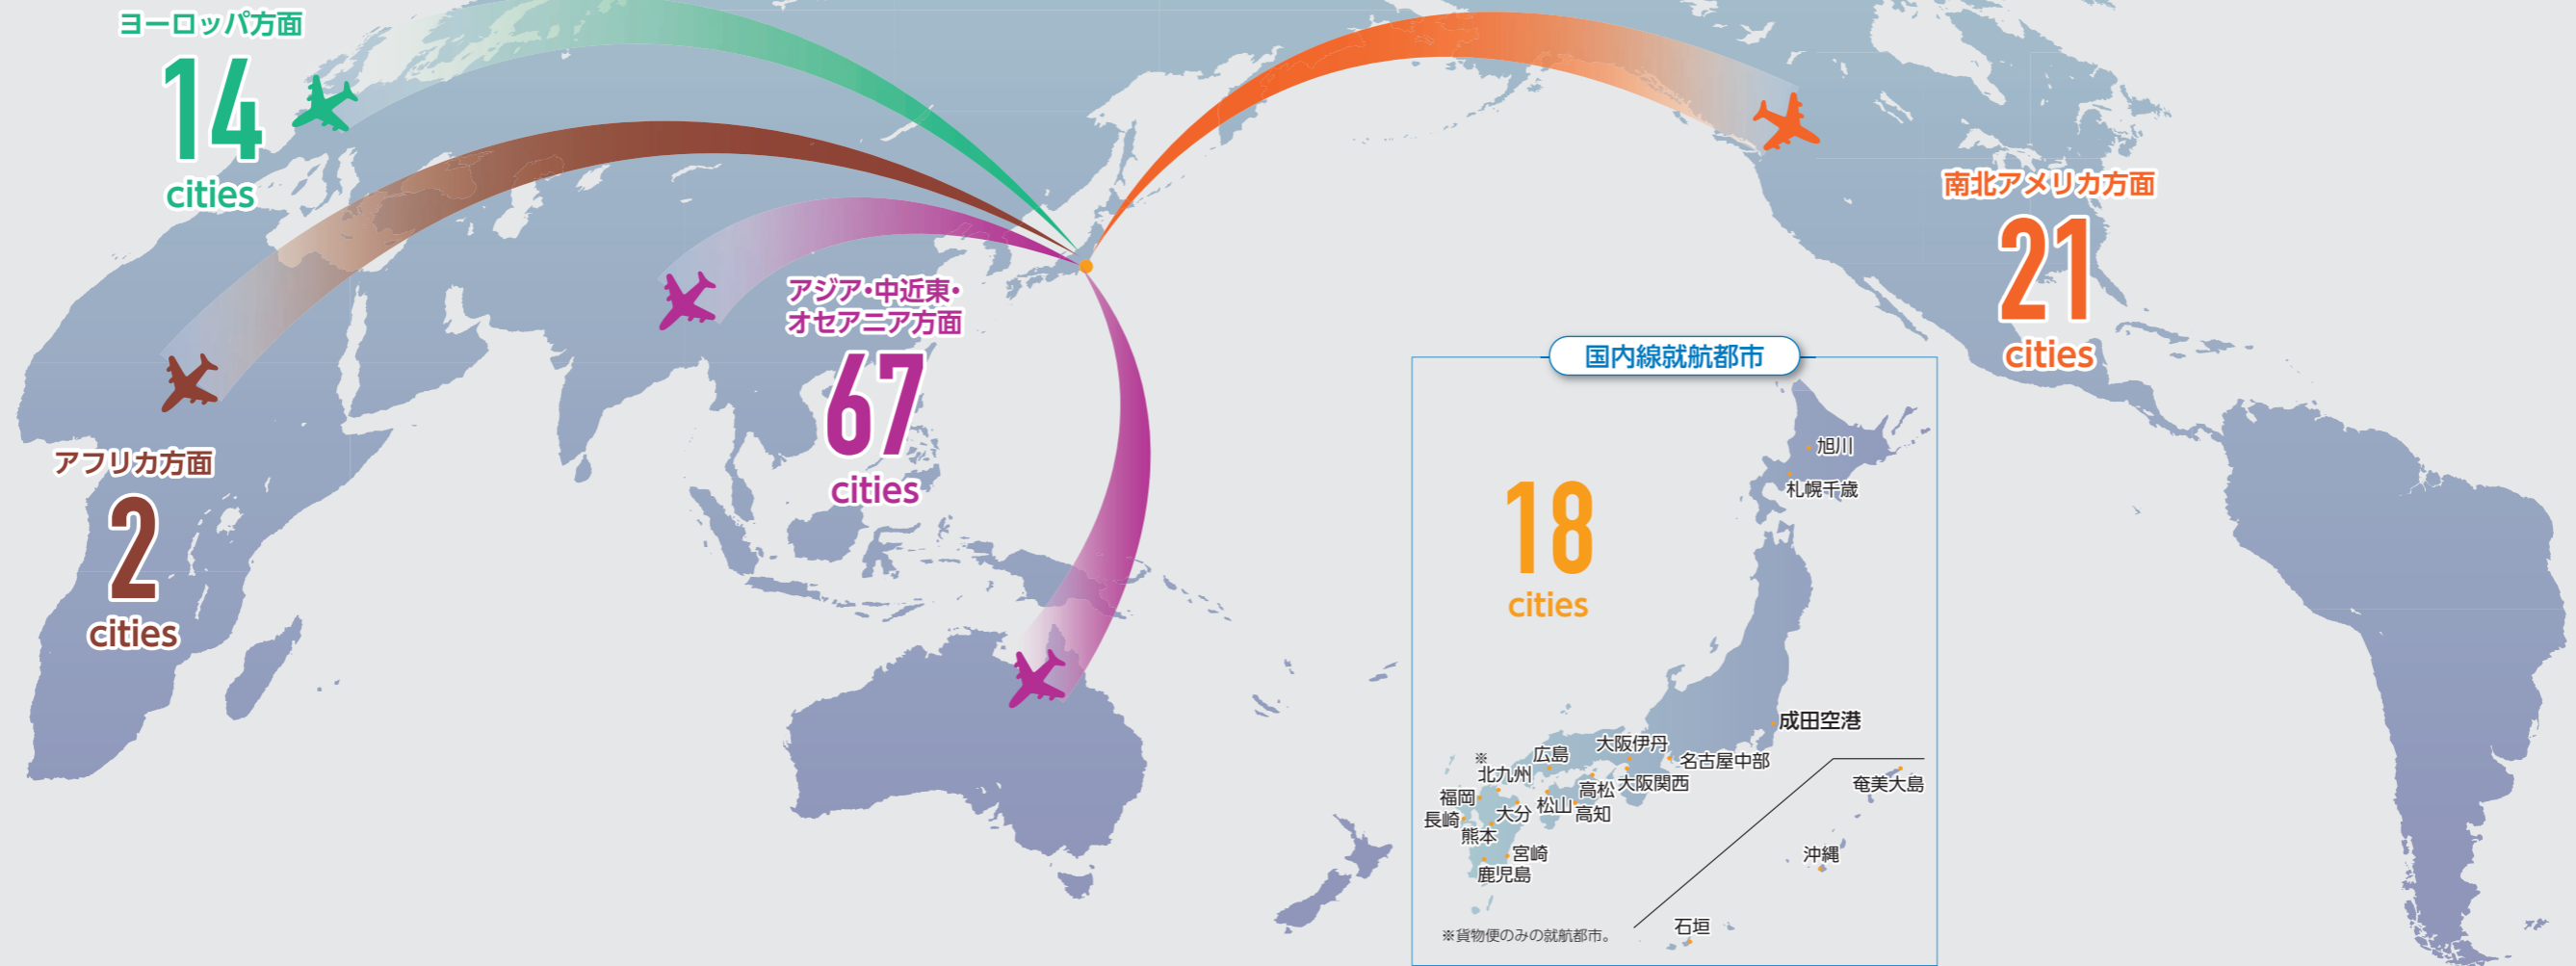 ヨーロッパ方面
14
cities
南北アメリカ方面
21
cities
アジア・中近東・
オセアニア方面
67
cities
アフリカ方面
2
cities
国内線就航都市
18
cities
旭川
札幌千歳
成田空港
名古屋中部
大阪伊丹
大阪関西
広島
※
北九州
高松
福岡
大分
松山
高知
長崎
熊本
宮崎
鹿児島
奄美大島
沖縄
石垣
※貨物便のみの就航都市。